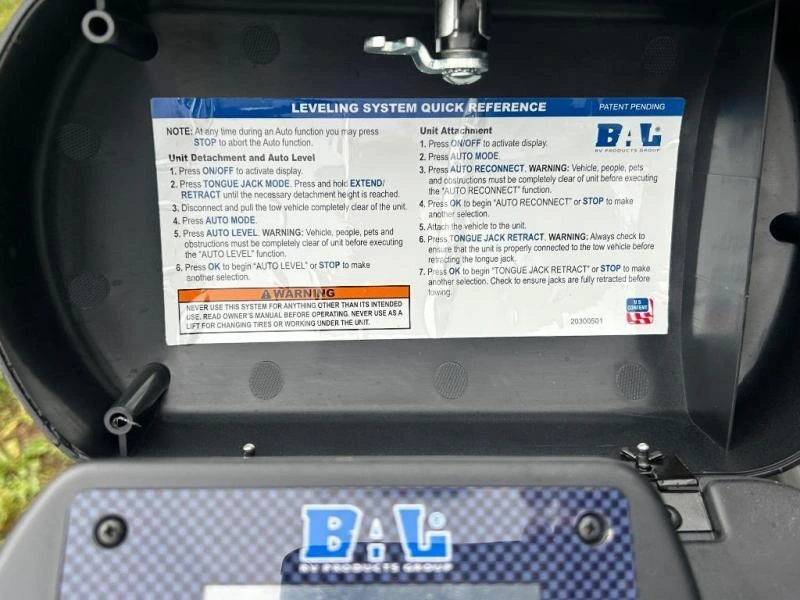 LEVELING SYSTEM QUICK REFERENCE
PATENT PENDING
NOTE: At any time during an Auto function you may press
STOP to abort the Auto function.
Unit Detachment and Auto Level
1. Press ON/OFF to activate display.
2. Press TONGUE JACK MODE. Press and hold EXTEND/
RETRACT until the necessary detachment height is reached.
3. Disconnect and pull the tow vehicle completely clear of the unit.
4. Press AUTO MODE.
5. Press AUTO LEVEL. WARNING: Vehicle, people, pets and
obstructions must be completely clear of unit before executing
the "AUTO LEVEL" function.
6. Press OK to begin "AUTO LEVEL" or STOP to make
another selection.
WARNING
NEVER USE THIS SYSTEM FOR ANYTHING OTHER THAN ITS INTENDED
USE. READ OWNER'S MANUAL BEFORE OPERATING. NEVER USE AS A
LIFT FOR CHANGING TIRES OR WORKING UNDER THE UNIT.
Unit Attachment
1. Press ON/OFF to activate display.
2. Press AUTO MODE.
3. Press AUTO RECONNECT. WARNING: Vehicle, people, pets
and obstructions must be completely clear of unit before executing
the "AUTO RECONNECT" function.
4. Press OK to begin "AUTO RECONNECT" or STOP to make
another selection.
5. Attach the vehicle to the unit.
6. Press TONGUE JACK RETRACT. WARNING: Always check to
ensure that the unit is properly connected to the tow vehicle before
retracting the tongue jack.
7. Press OK to begin "TONGUE JACK RETRACT" or STOP to make
another selection. Check to ensure jacks are fully retracted before
towing.
BAL
RV PRODUCTS GROUP
20300501
US
CONTENT
BAL®
RV PRODUCTS GROUP